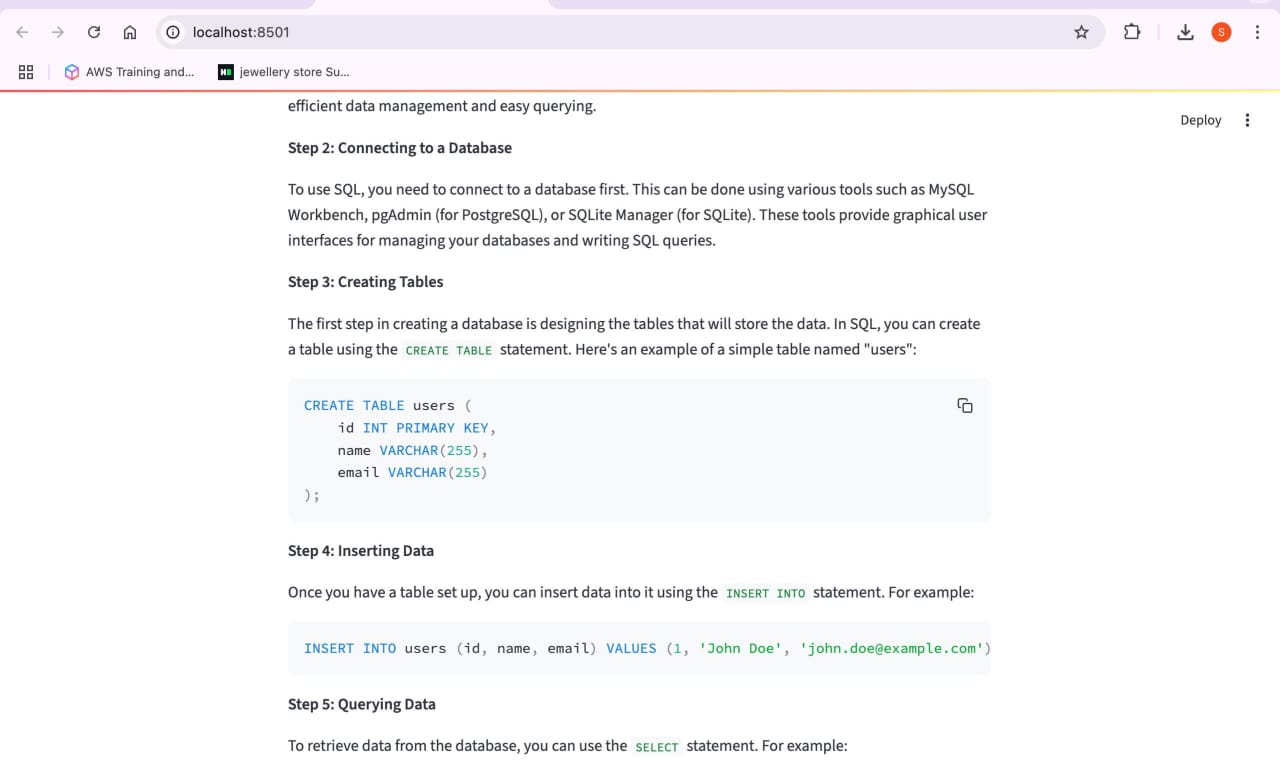 localhost:8501
S
AWS Training and...
jewellery store Su...
efficient data management and easy querying.
Deploy
Step 2: Connecting to a Database
To use SQL, you need to connect to a database first. This can be done using various tools such as MySQL
Workbench, pgAdmin (for PostgreSQL), or SQLite Manager (for SQLite). These tools provide graphical user
interfaces for managing your databases and writing SQL queries.
Step 3: Creating Tables
The first step in creating a database is designing the tables that will store the data. In SQL, you can create
a table using the CREATE TABLE statement. Here's an example of a simple table named "users":
CREATE TABLE users (
    id INT PRIMARY KEY,
    name VARCHAR(255),
    email VARCHAR(255)
);
Step 4: Inserting Data
Once you have a table set up, you can insert data into it using the INSERT INTO statement. For example:
INSERT INTO users (id, name, email) VALUES (1, 'John Doe', 'john.doe@example.com')
Step 5: Querying Data
To retrieve data from the database, you can use the SELECT statement. For example: